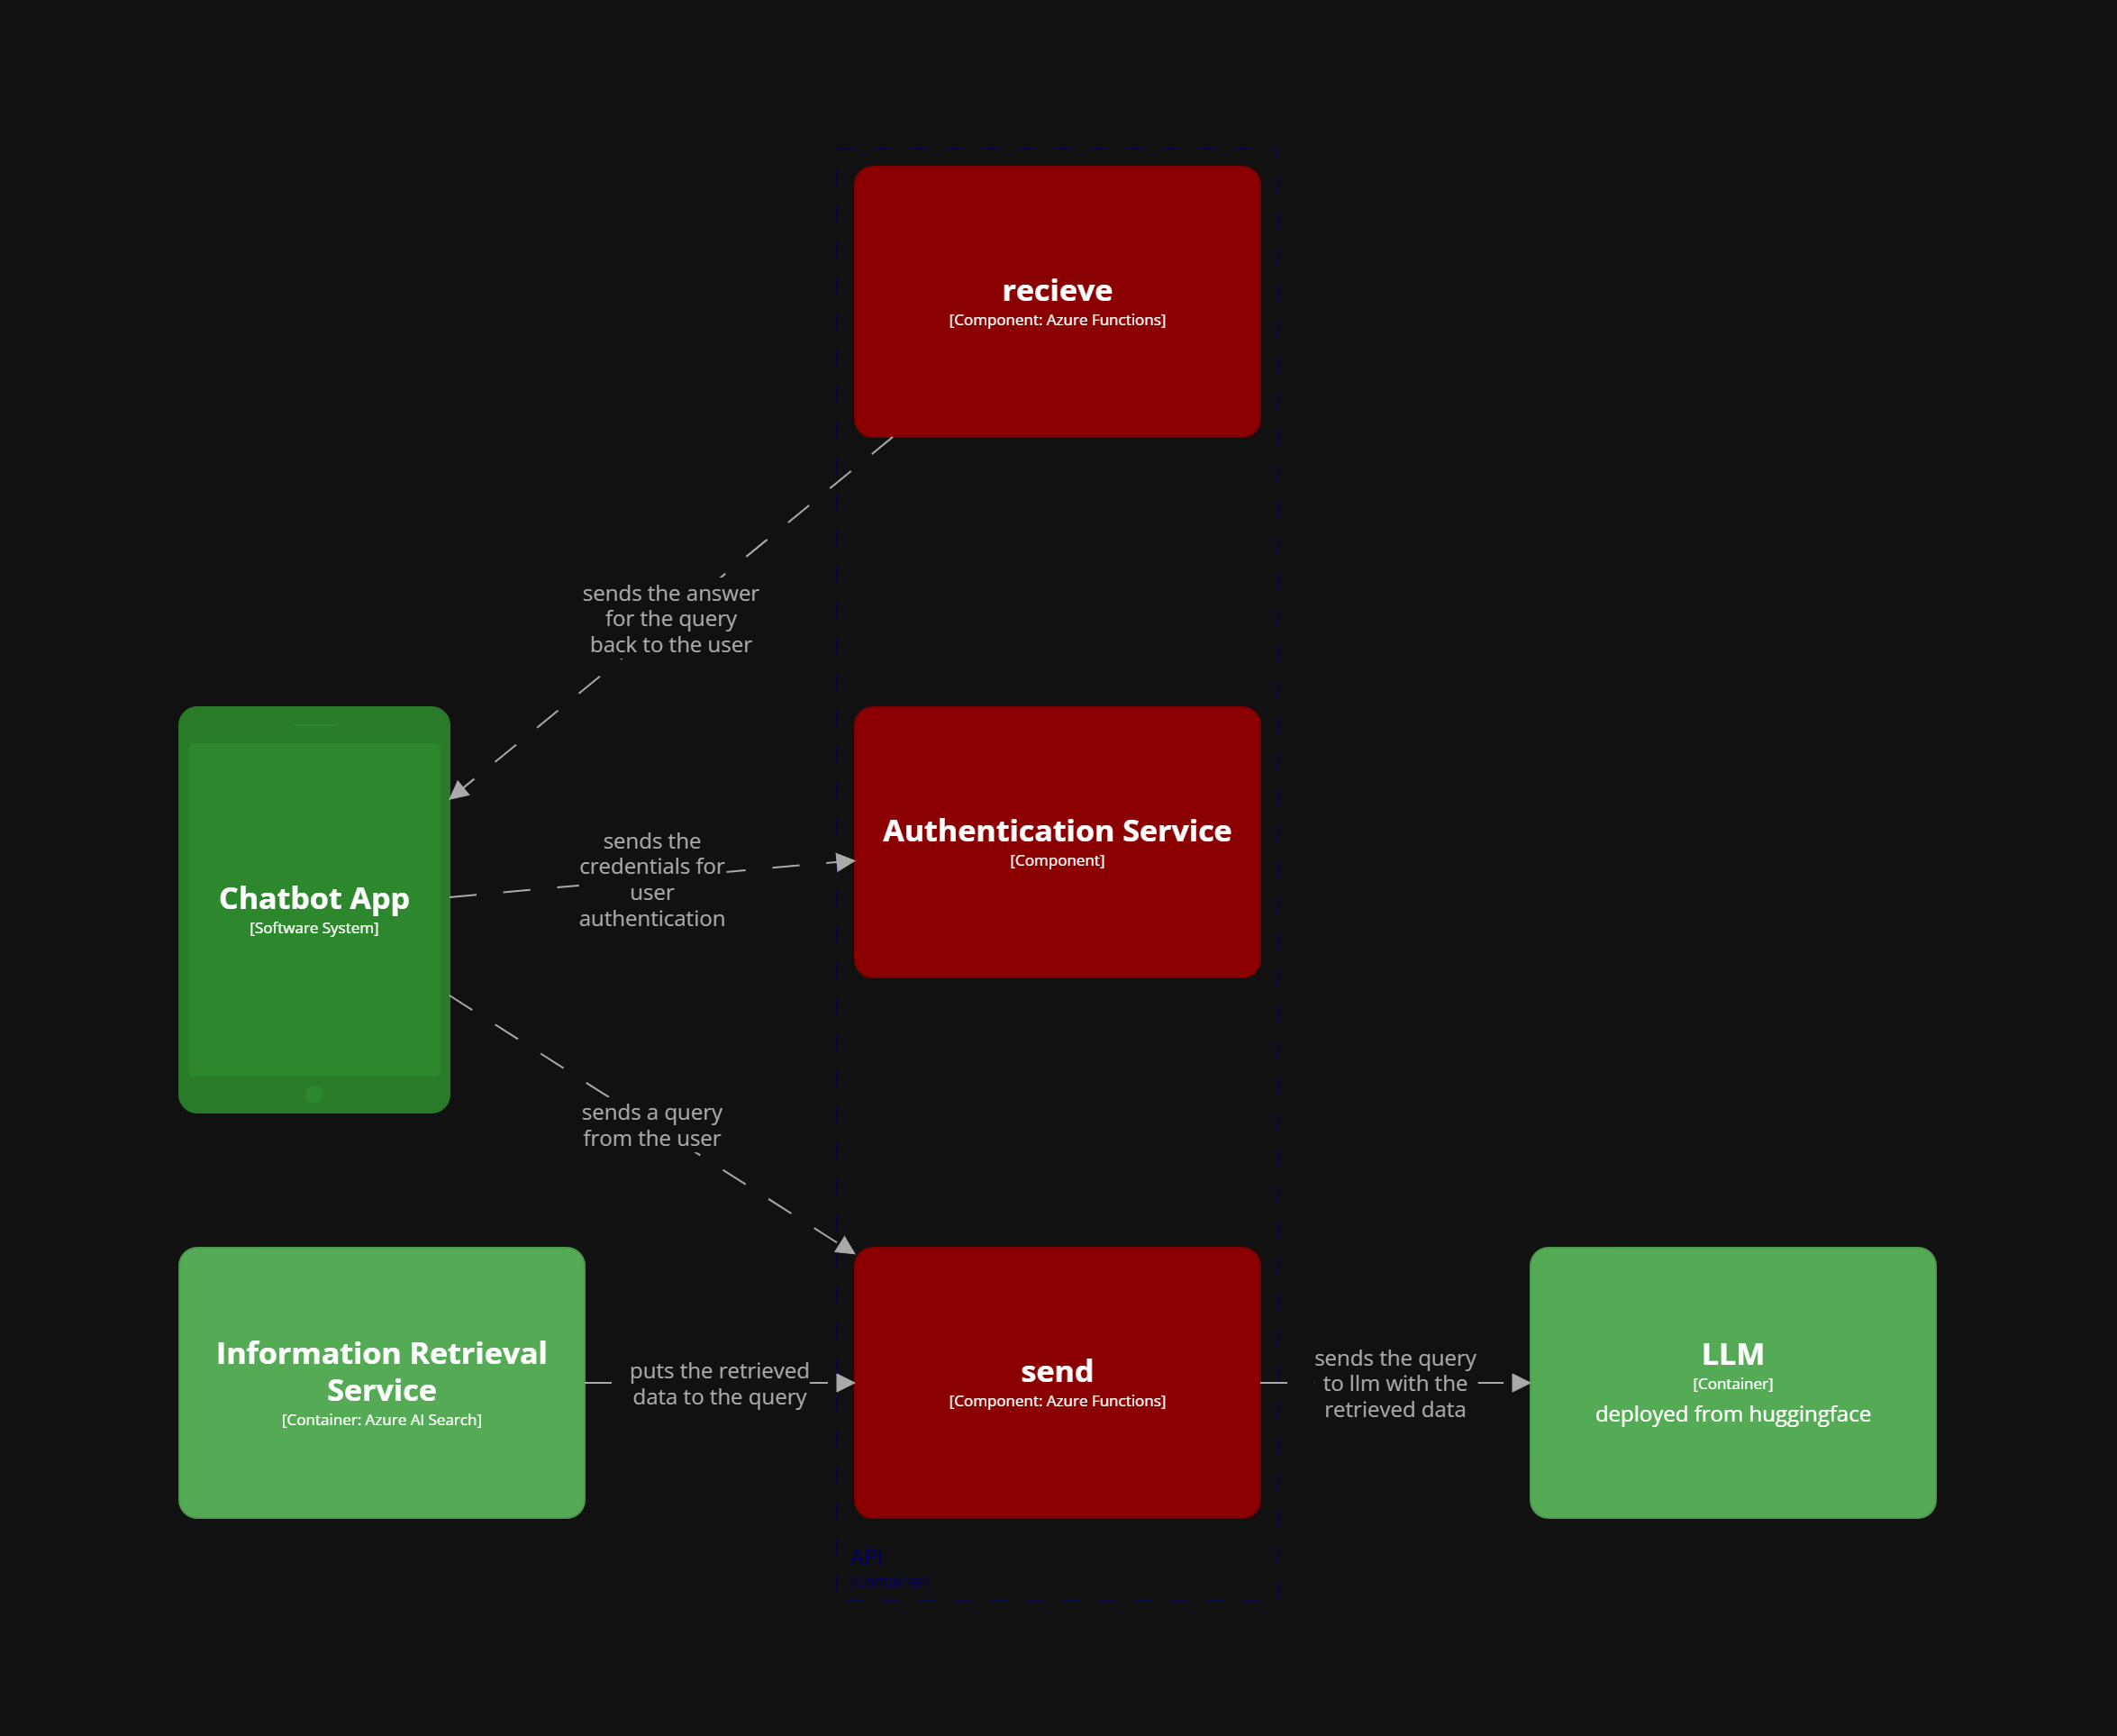 recieve
[Component: Azure Functions]
sends the answer
for the query
back to the user
Chatbot App
[Software System]
sends the
credentials for
user
authentication
Authentication Service
[Component]
sends a query
from the user
Information Retrieval
Service
[Container: Azure AI Search]
puts the retrieved
data to the query
send
[Component: Azure Functions]
sends the query
to llm with the
retrieved data
LLM
[Container]
deployed from huggingface
API
[Container]